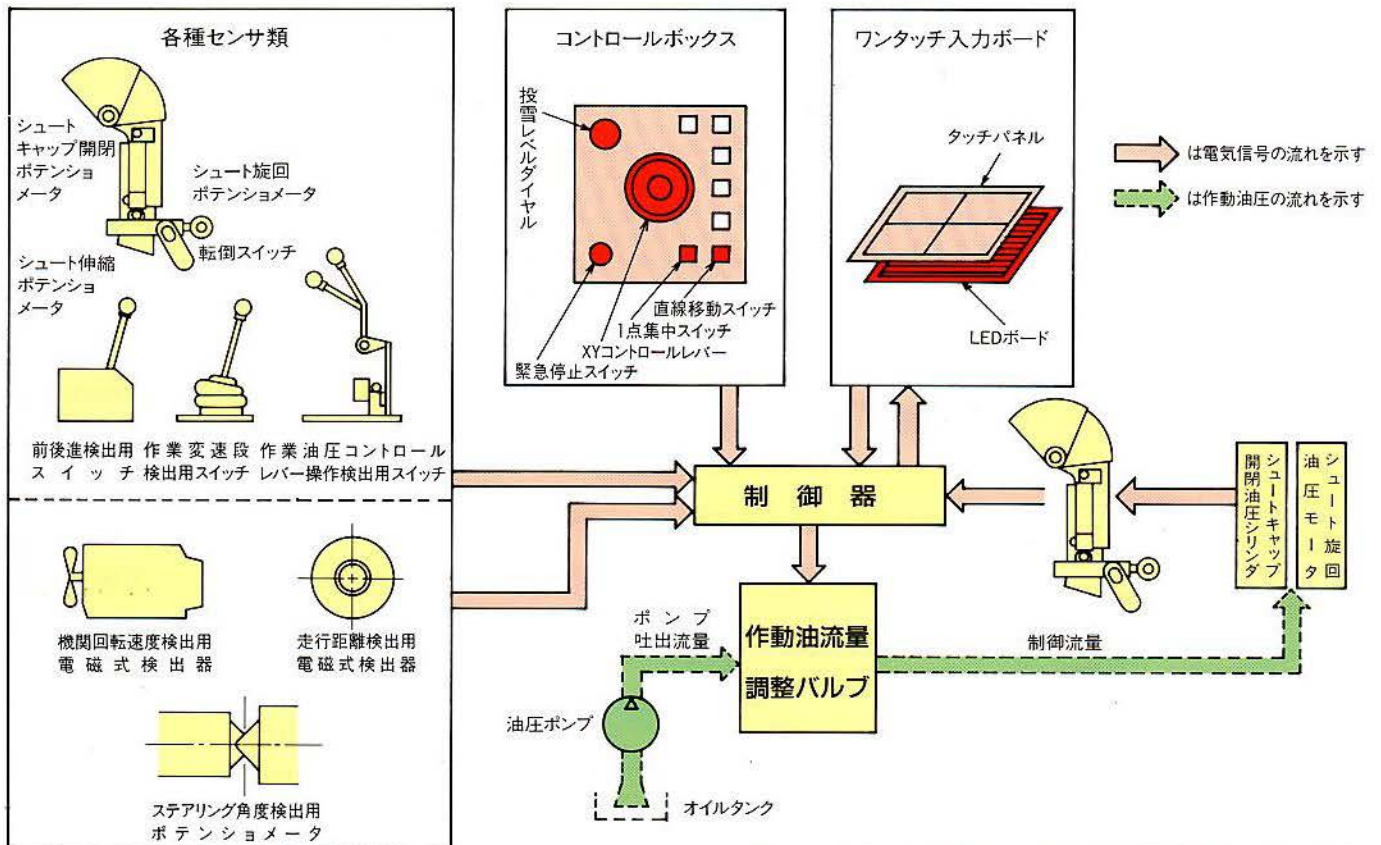 各種センサ類
シュート
キャップ開閉
ポテンショ
メータ
シュート旋回
ポテンショメータ
転倒スイッチ
シュート伸縮
ポテンショ
メータ
前後進検出用
スイッチ
作業変速段
検出用スイッチ
作業油圧コントロール
レバー操作検出用スイッチ
機関回転速度検出用
電磁式検出器
走行距離検出用
電磁式検出器
ステアリング角度検出用
ポテンショメータ
コントロールボックス
投雪レベルダイヤル
直線移動スイッチ
1点集中スイッチ
XYコントロールレバー
緊急停止スイッチ
ワンタッチ入力ボード
タッチパネル
LEDボード
は電気信号の流れを示す
は作動油圧の流れを示す
制御器
シュート旋回
油圧モータ
シュートキャップ
開閉油圧シリンダ
ポンプ
吐出流量
作動油流量
調整バルブ
制御流量
油圧ポンプ
オイルタンク